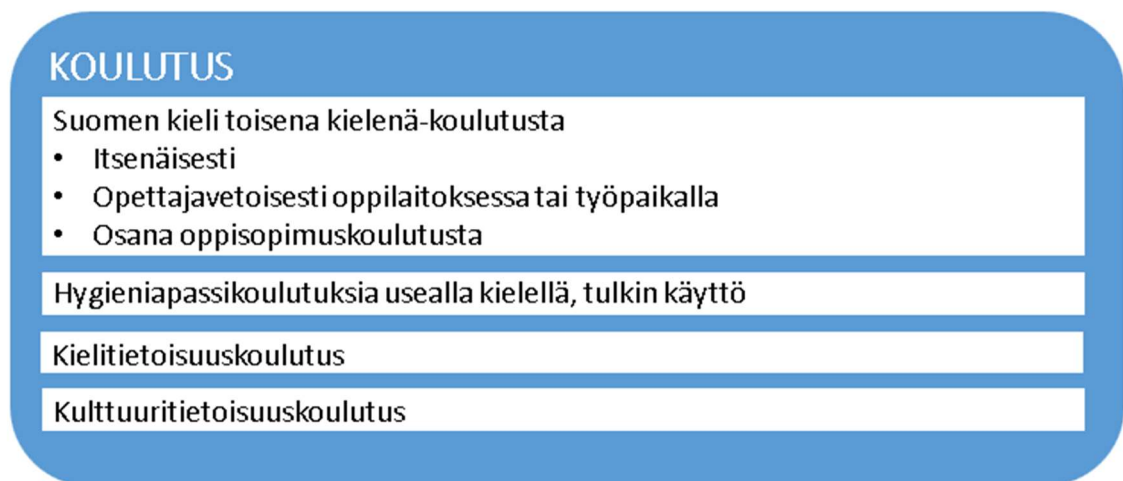 KOULUTUS
Suomen kieli toisena kielenä-koulutusta
• Itsenäisesti
• Opettajavetoisesti oppilaitoksessa tai työpaikalla
• Osana oppisopimuskoulutusta
Hygieniapassikoulutuksia usealla kielellä, tulkin käyttö
Kielitietoisuuskoulutus
Kulttuuritietoisuuskoulutus